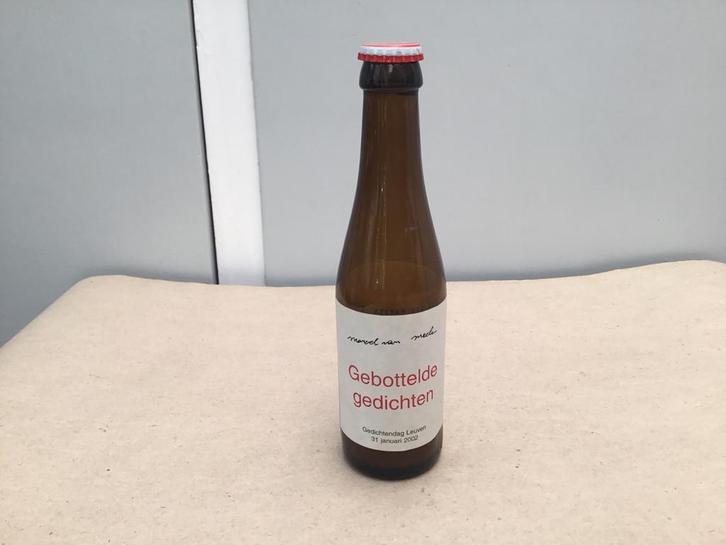 marcel van maele
Gebottelde
gedichten
Gedichtendag Leuven
31 januari 2002